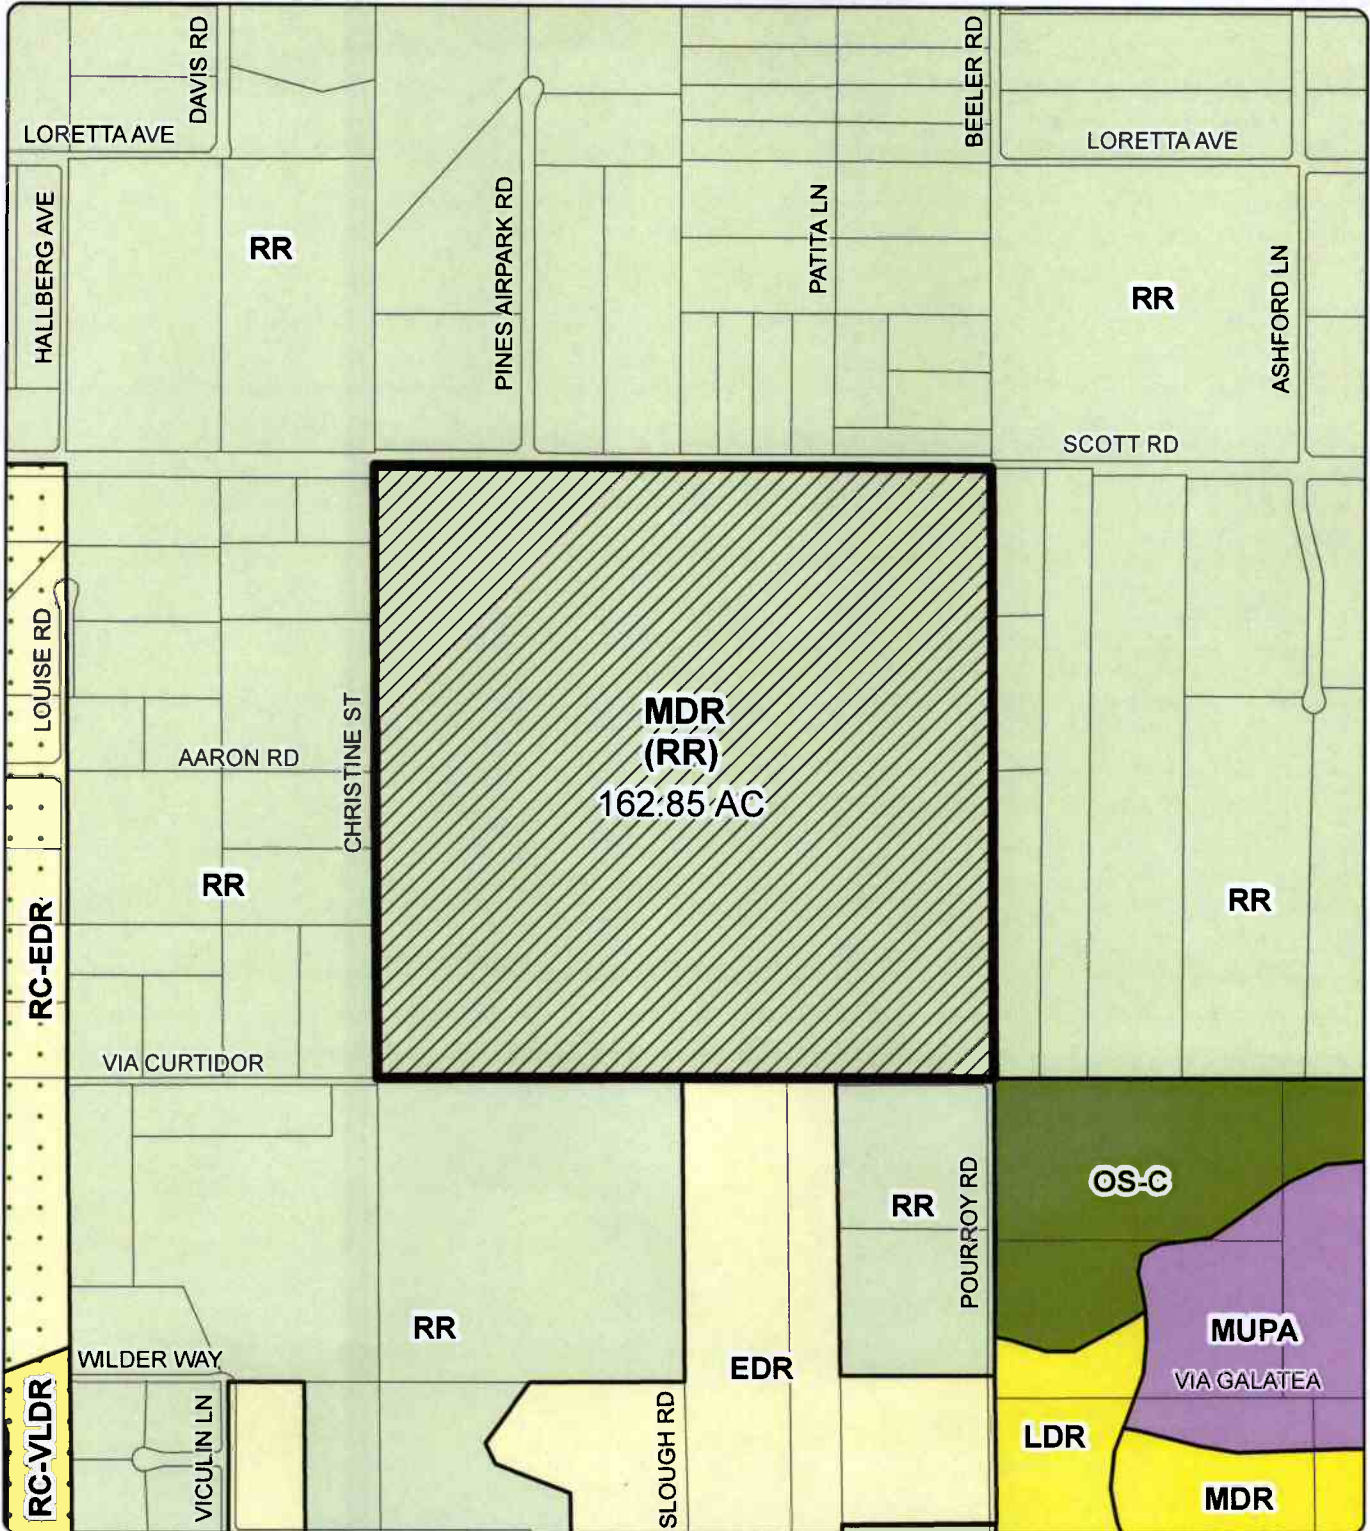 DAVIS RD
BEELER RD
LORETTA AVE
LORETTA AVE
HALLBERG AVE
RR
PINES AIRPARK RD
PATITA LN
RR
ASHFORD LN
SCOTT RD
LOUISE RD
CHRISTINE ST
AARON RD
MDR
(RR)
162.85 AC
RR
RR
RC-EDR
VIA CURTIDOR
OS-C
RR
POURROY RD
RR
EDR
MUPA
WILDER WAY
VIA GALATEA
RC-VLDR
VICULIN LN
SLOUGH RD
LDR
MDR